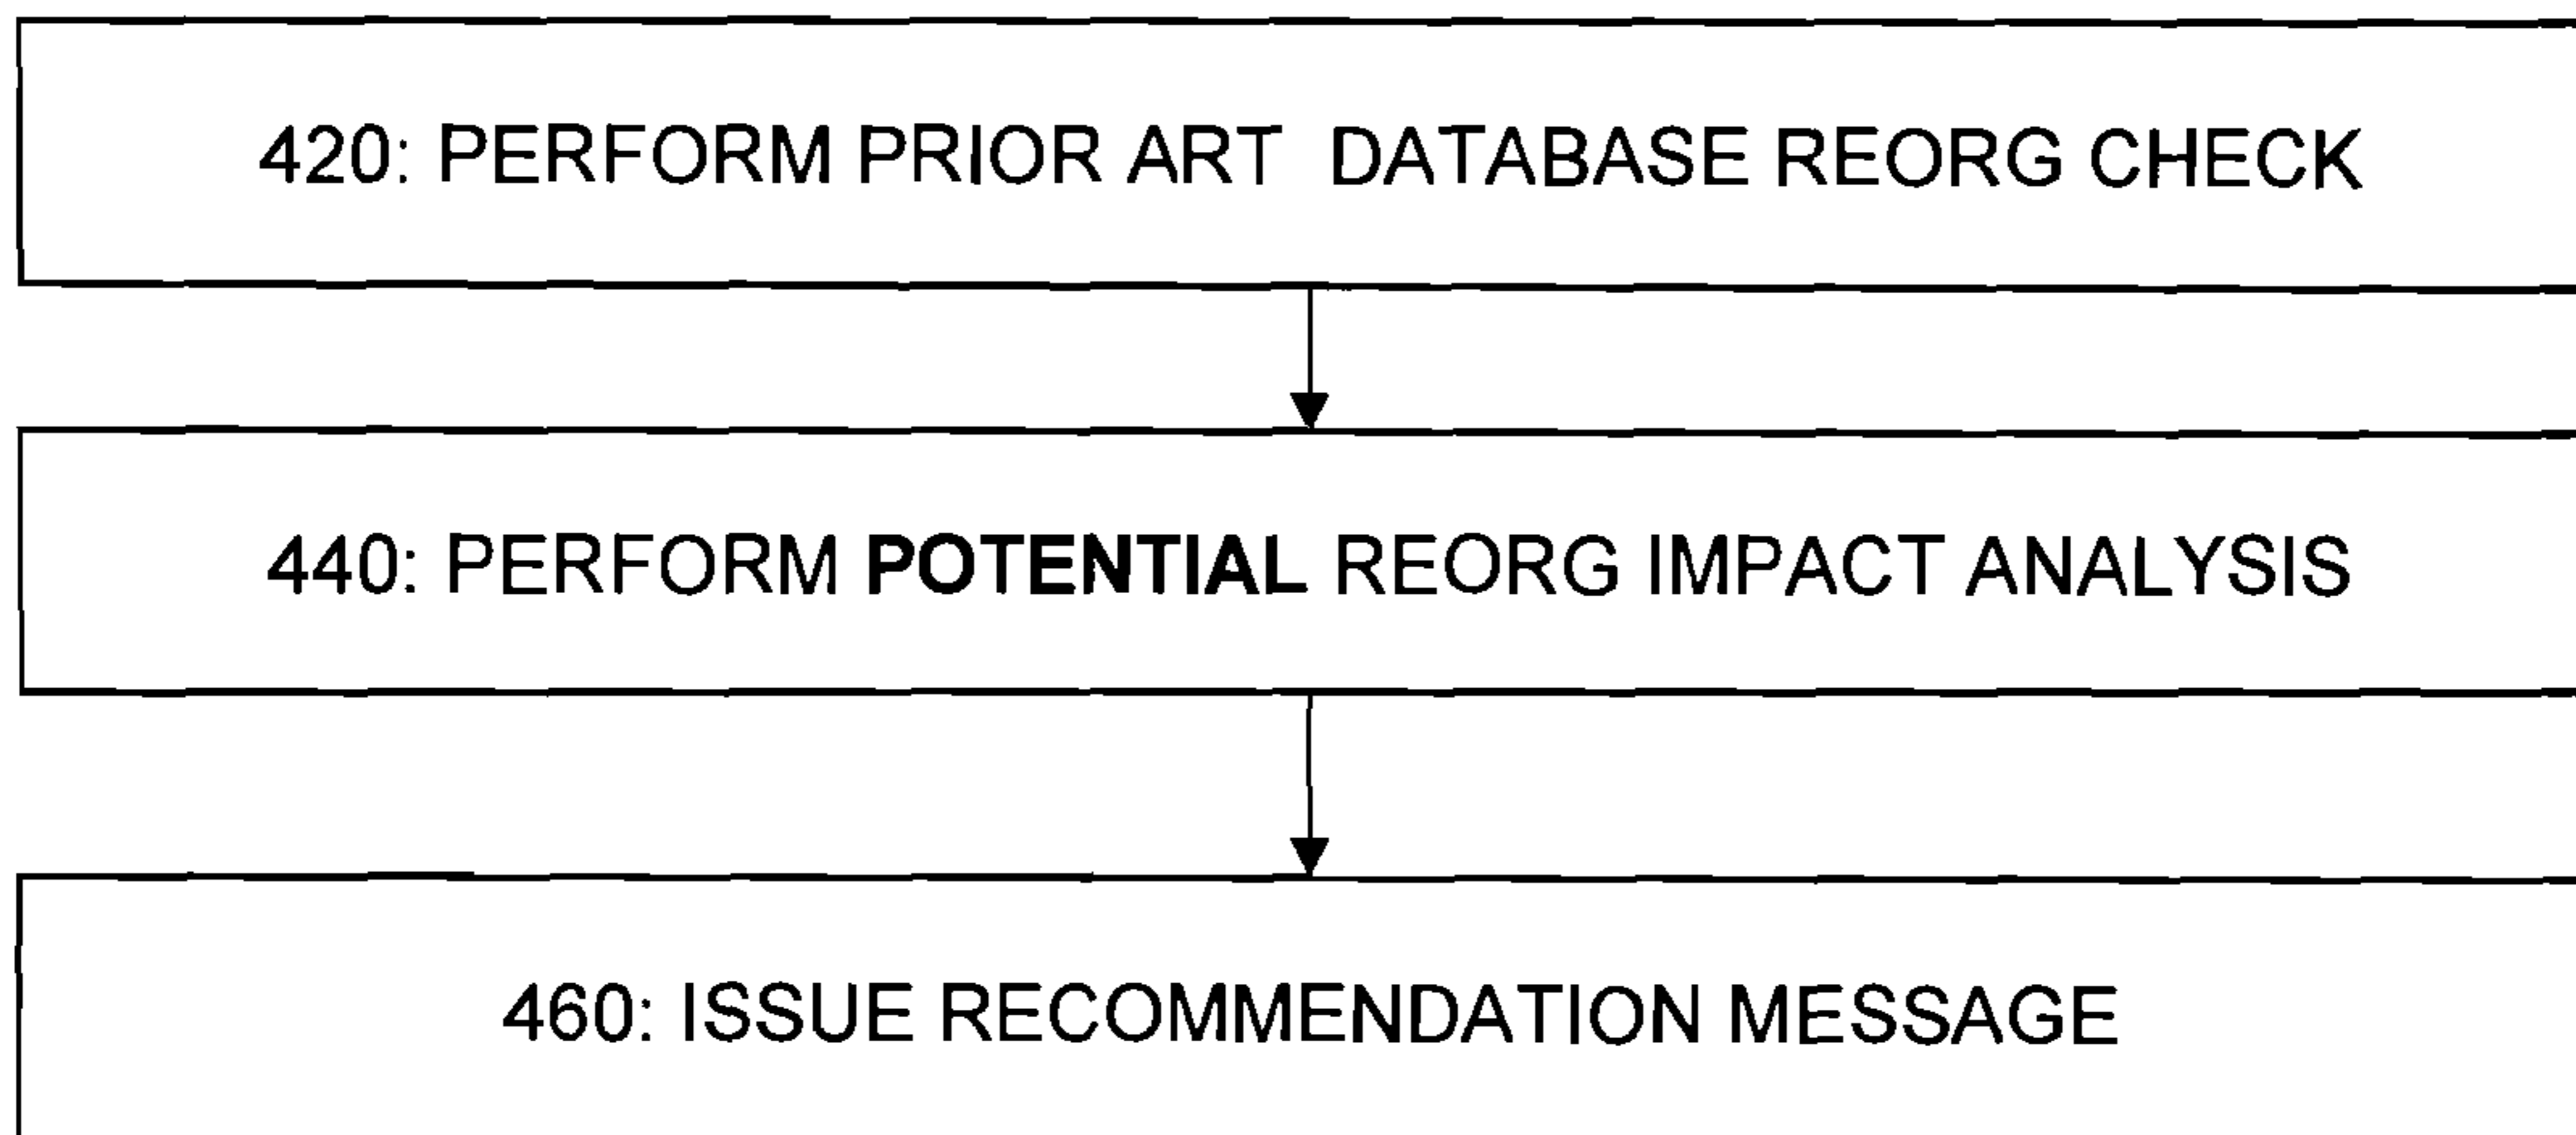 420: PERFORM PRIOR ART DATABASE REORG CHECK
440: PERFORM POTENTIAL REORG IMPACT ANALYSIS
460: ISSUE RECOMMENDATION MESSAGE